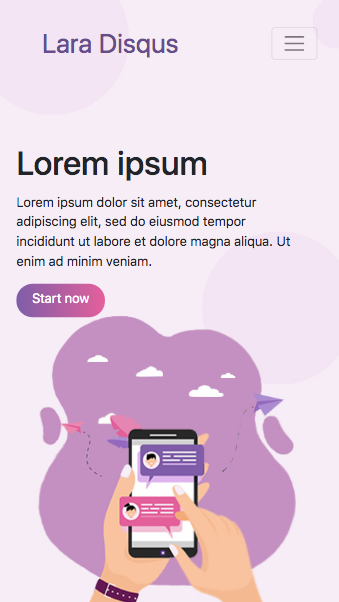 Lara Disqus
Lorem ipsum
Lorem ipsum dolor sit amet, consectetur
adipiscing elit, sed do eiusmod tempor
incididunt ut labore et dolore magna aliqua. Ut
enim ad minim veniam.
Start now